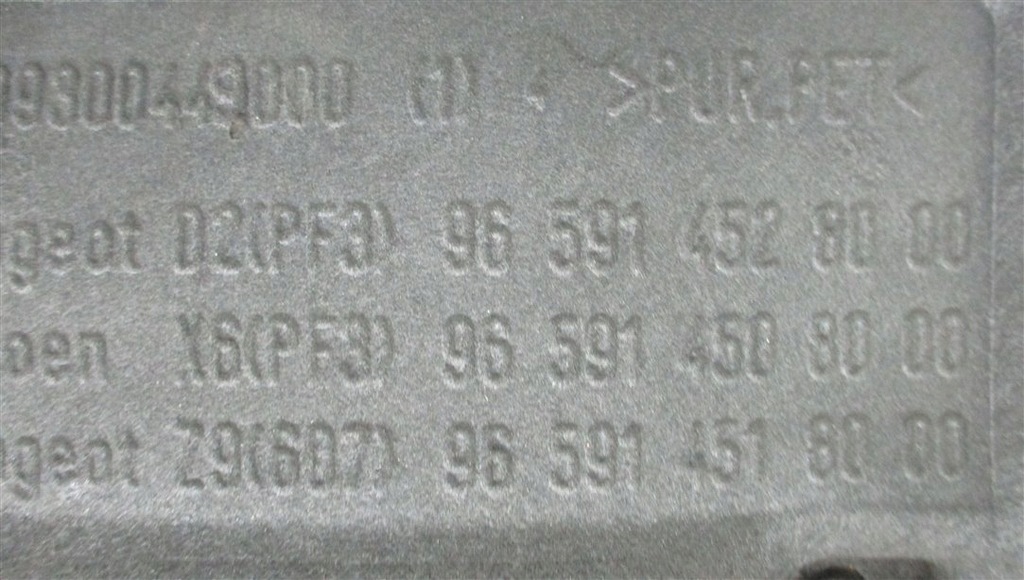 9300449000 (1) >PUR.PET<
geot D2(PF3) 96 591 452 80 00
oen X6(PF3) 96 591 450 80 00
geot Z9(607) 96 591 451 80 00